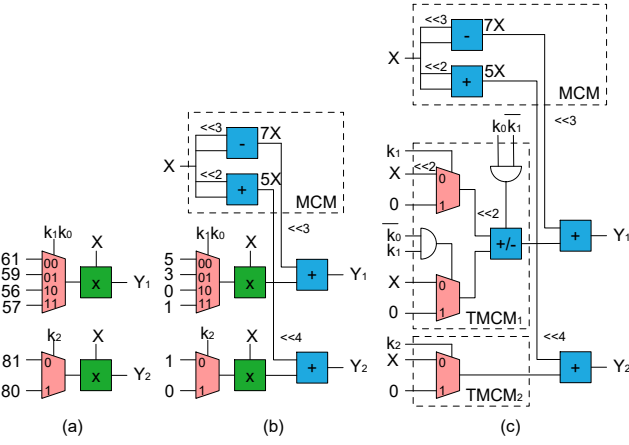 k₁k₀
X
61
59
56
57
00
01
10
11
x
Y₁
k₂
X
81
80
0
1
x
Y₂
(a)
X
<<3
-
7X
<<2
+
5X
MCM
<<3
k₁k₀
X
5
3
0
1
00
01
10
11
x
+
Y₁
<<4
k₂
X
1
0
0
1
x
+
Y₂
(b)
X
<<3
-
7X
<<2
+
5X
MCM
<<3
k₀ k̅₁
k₁
X
<<2
0
0
1
<<2
+/-
k̅₀
k₁
X
0
0
1
TMCM₁
+
Y₁
<<4
k₂
X
0
0
1
TMCM₂
+
Y₂
(c)